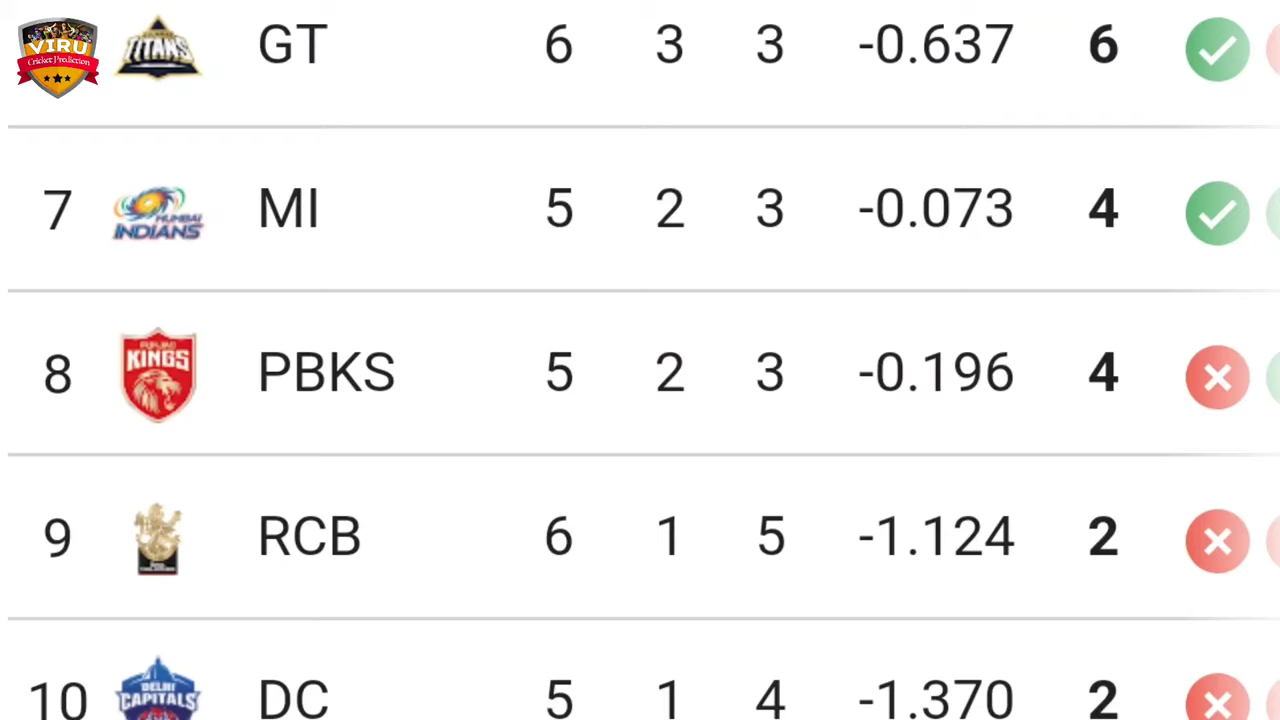 VIRU
Cricket Prediction
TITANS
GT 6 3 3 -0.637 6
7 MUMBAI INDIANS MI 5 2 3 -0.073 4
8 PUNJAB KINGS PBKS 5 2 3 -0.196 4
9 RCB 6 1 5 -1.124 2
10 DELHI CAPITALS DC 5 1 4 -1.370 2